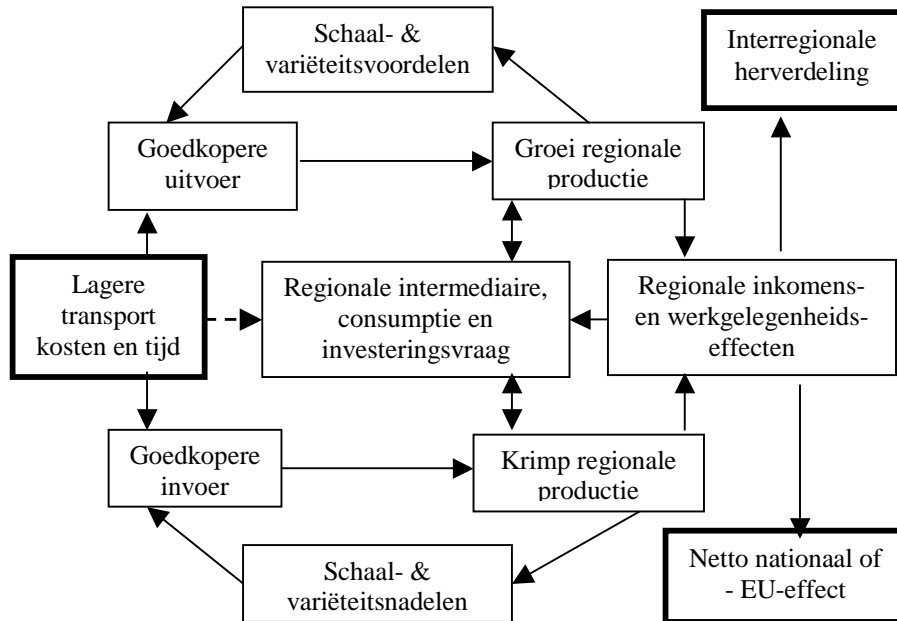 Schaal- &
variëteitsvoordelen
Interregionale
herverdeling
Goedkopere
uitvoer
Groei regionale
productie
Lagere
transport
kosten en tijd
Regionale intermediaire,
consumptie en
investeringsvraag
Regionale inkomens-
en werkgelegenheids-
effecten
Goedkopere
invoer
Krimp regionale
productie
Schaal- &
variëteitsnadelen
Netto nationaal of
- EU-effect